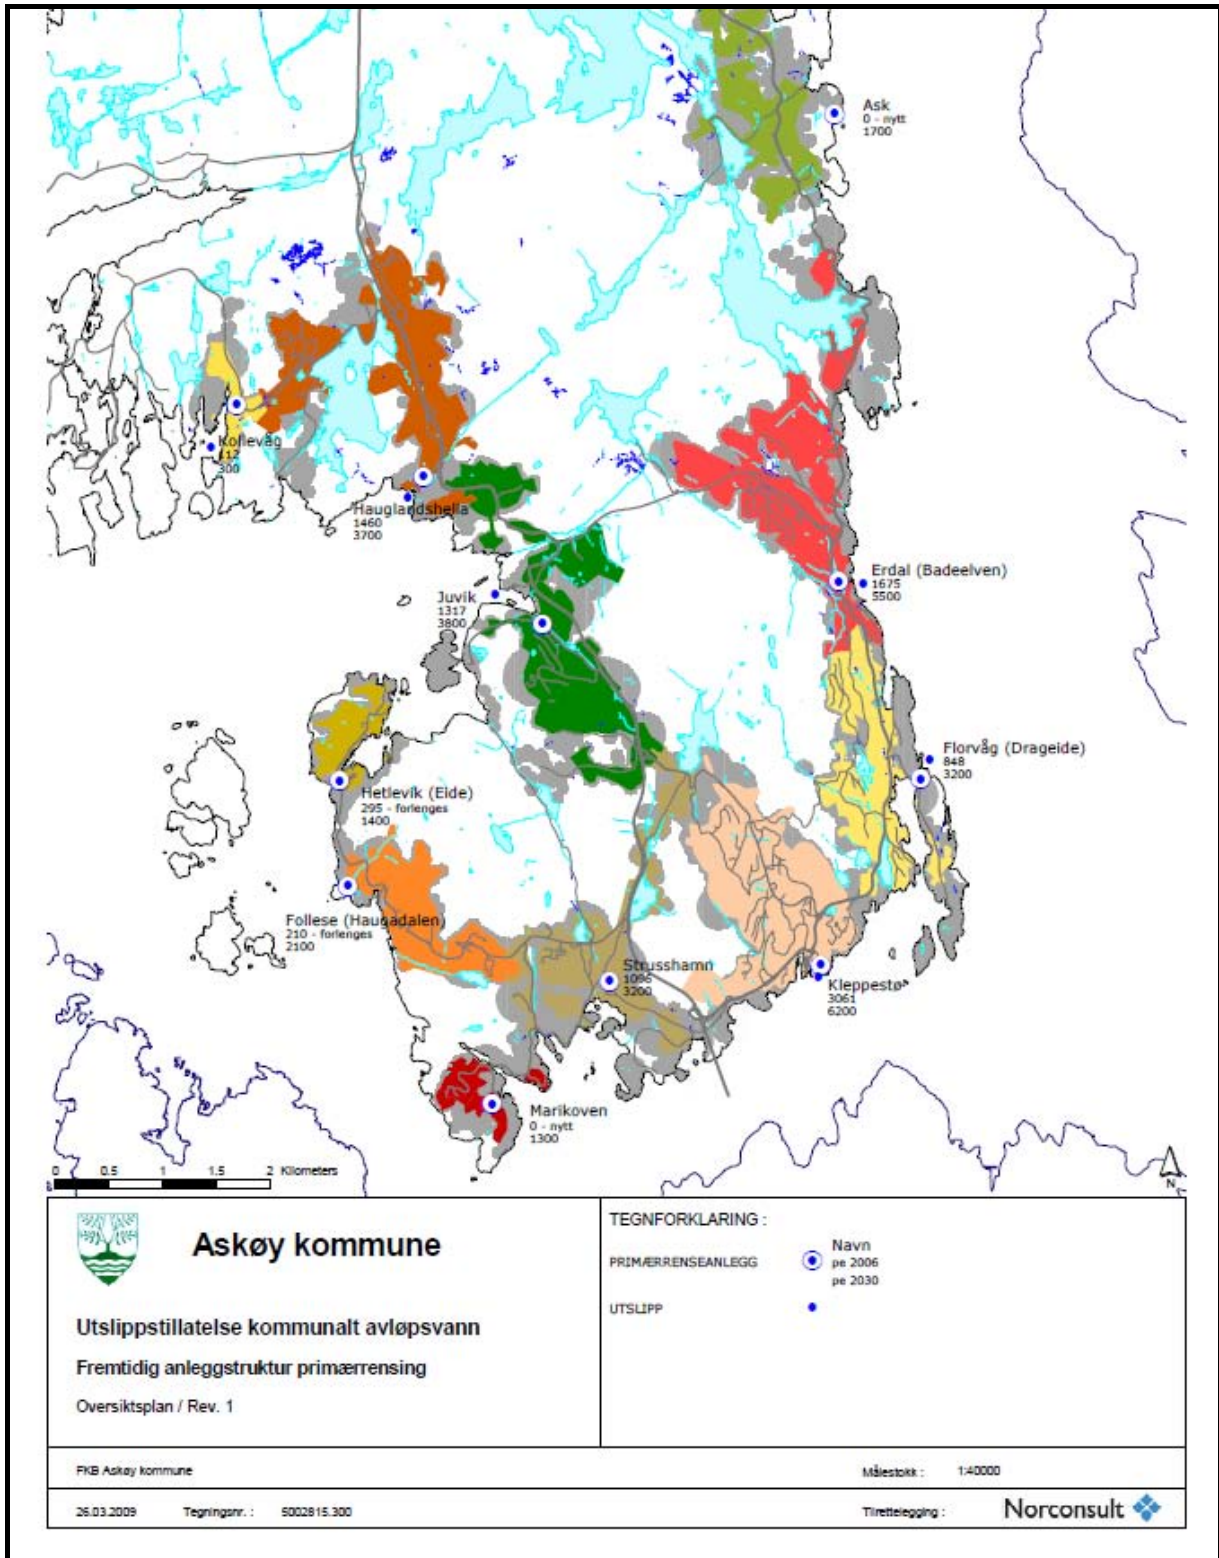 Ask
0 - nytt
1700
Kollevåg
112
300
Hauglandshella
1460
3700
Juvik
1317
3800
Erdal (Badeelven)
1675
5500
Florvåg (Drageide)
848
3200
Hetlevik (Eide)
295 - forlenges
1400
Follese (Haugadalen)
210 - forlenges
2100
Strusshamn
1096
3200
Kleppestø
3061
6200
Marikoven
0 - nytt
1300
0 0.5 1 1.5 2 Kilometers
N
Askøy kommune
Utslippstillatelse kommunalt avløpsvann
Fremtidig anleggstruktur primærrensing
Oversiktsplan / Rev. 1
TEGNFORKLARING :
PRIMÆRRENSEANLEGG
Navn
pe 2006
pe 2030
UTSLIPP
FKB Askøy kommune
Målestokk : 1:40000
26.03.2009 Tegningsnr. : 5002815.300
Tilrettelegging : Norconsult